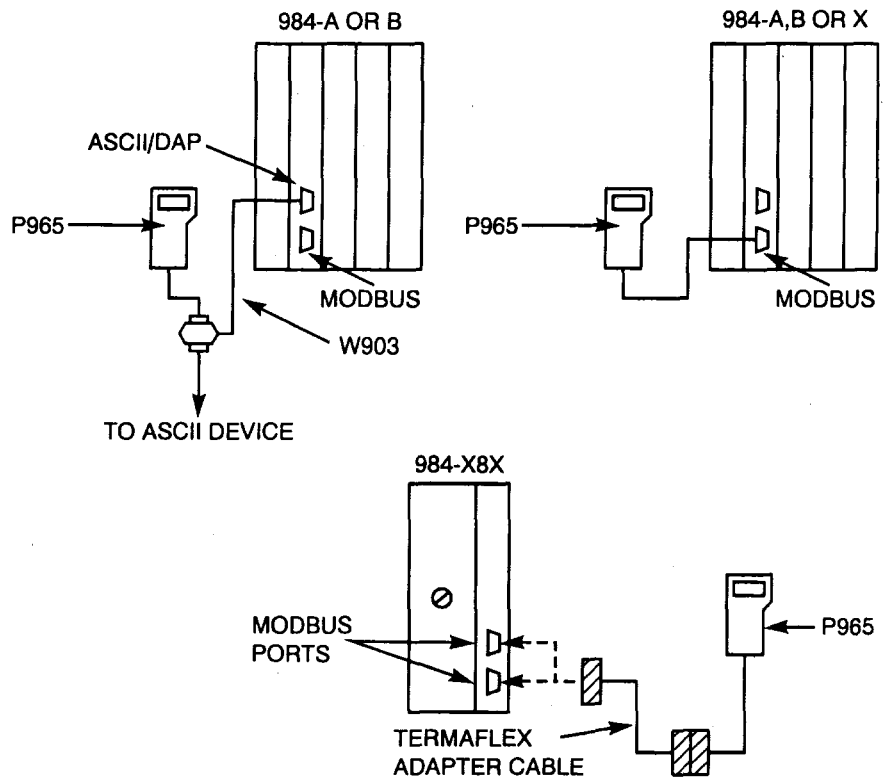 984-A OR B
984-A,B OR X
ASCII/DAP
P965
P965
MODBUS
MODBUS
W903
TO ASCII DEVICE
984-X8X
MODBUS
PORTS
P965
TERMAFLEX
ADAPTER CABLE